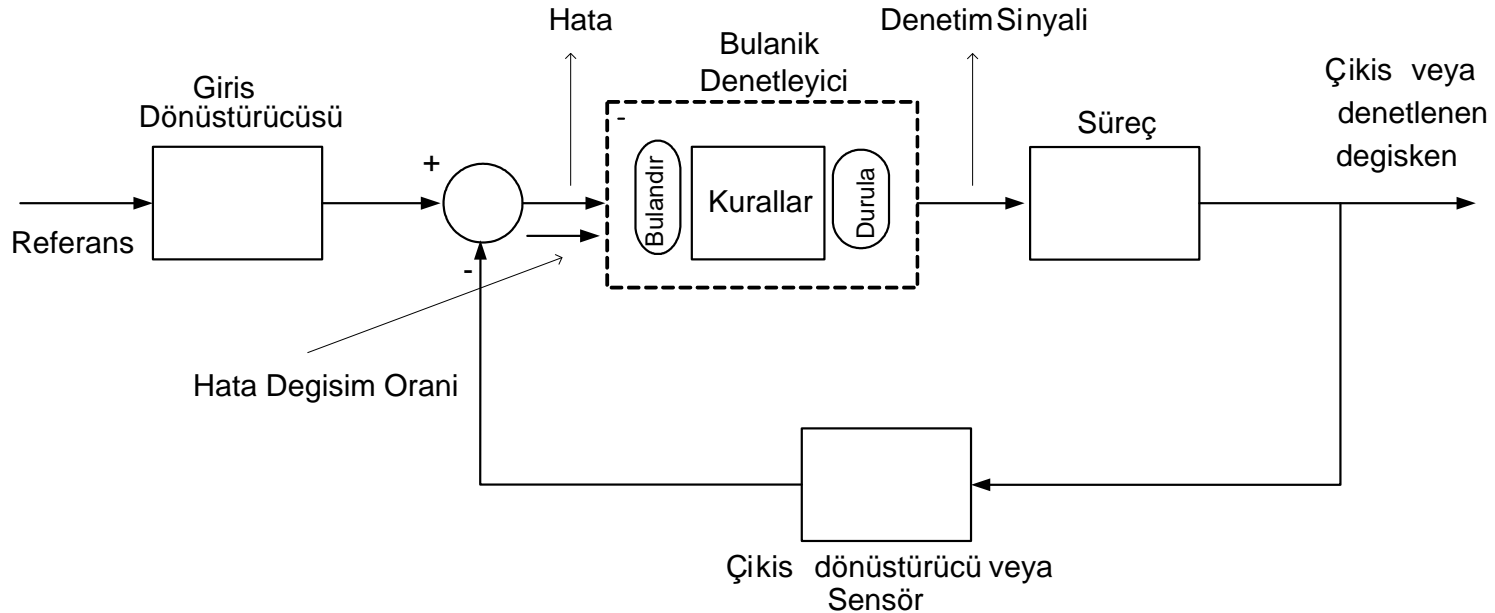 Hata
Denetim Sinyali
Bulanik
Denetleyici
Giris
Dönüstürücüsü
Çikis veya
denetlenen
degisken
Süreç
+
-
Bulandır
Kurallar
Durula
Referans
-
Hata Degisim Orani
Çikis dönüstürücü veya
Sensör